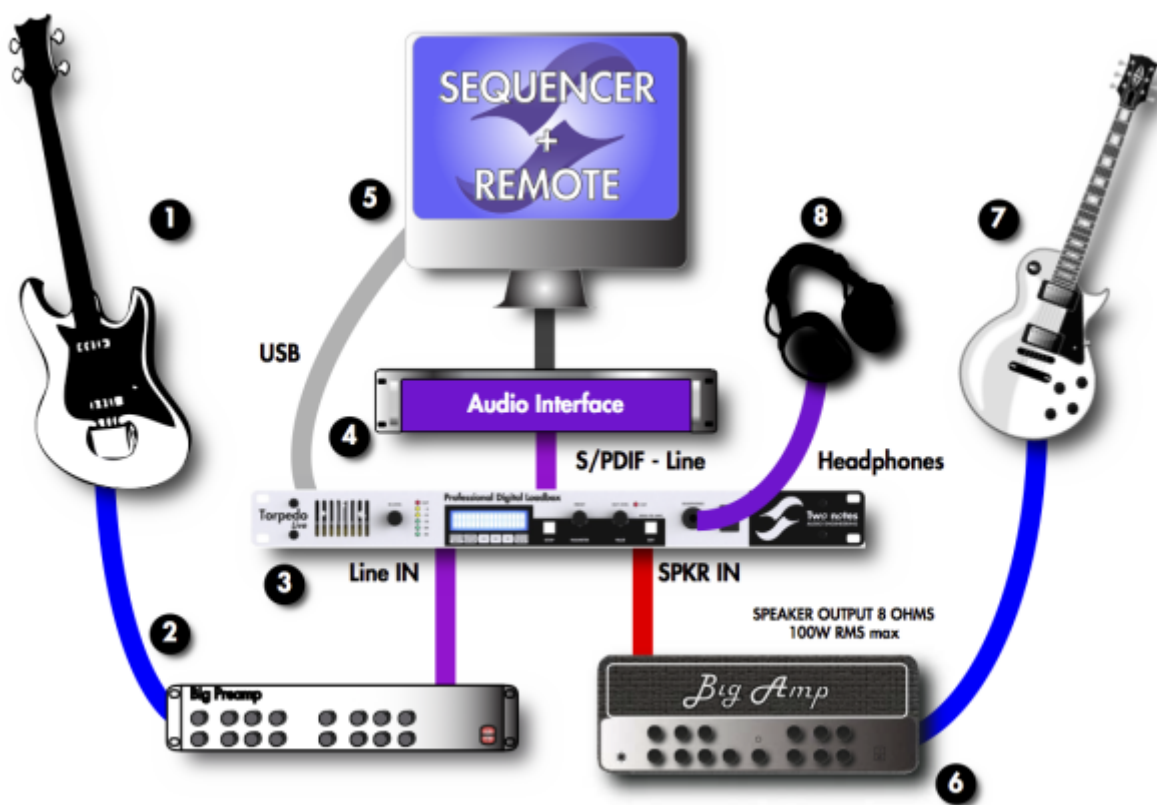 SEQUENCER
+
REMOTE
1
5
8
7
USB
Audio Interface
4
S/PDIF - Line
Headphones
Professional Digital Loadbox
Torpedo
Live
Two notes
AUDIO ENGINEERING
3
Line IN
SPKR IN
2
SPEAKER OUTPUT 8 OHMS
100W RMS max
Big Preamp
Big Amp
6